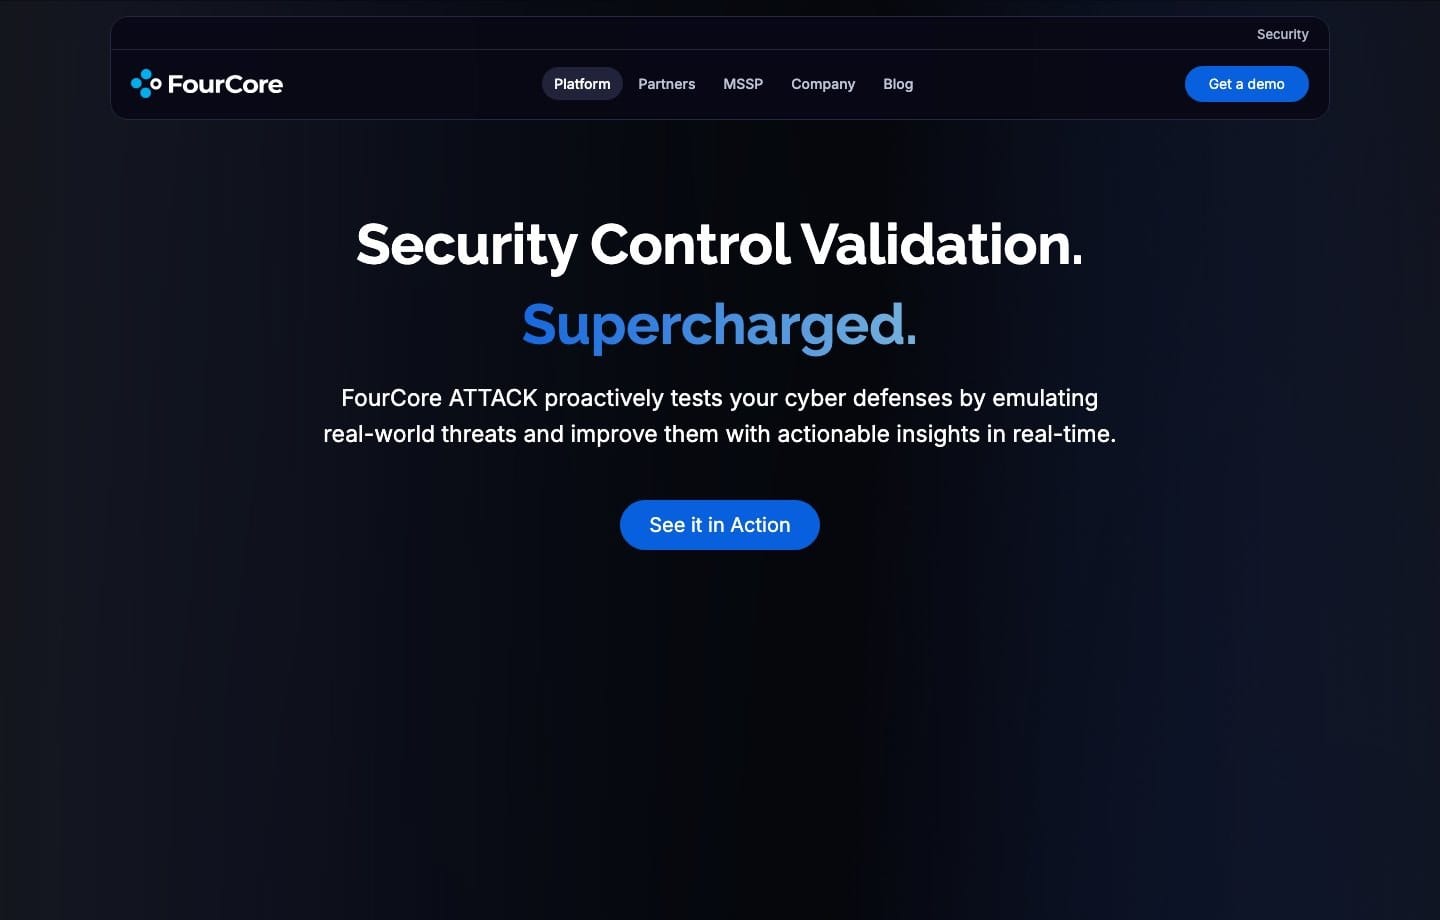 Security
FourCore
Platform
Partners
MSSP
Company
Blog
Get a demo
Security Control Validation.
Supercharged.
FourCore ATTACK proactively tests your cyber defenses by emulating
real-world threats and improve them with actionable insights in real-time.
See it in Action